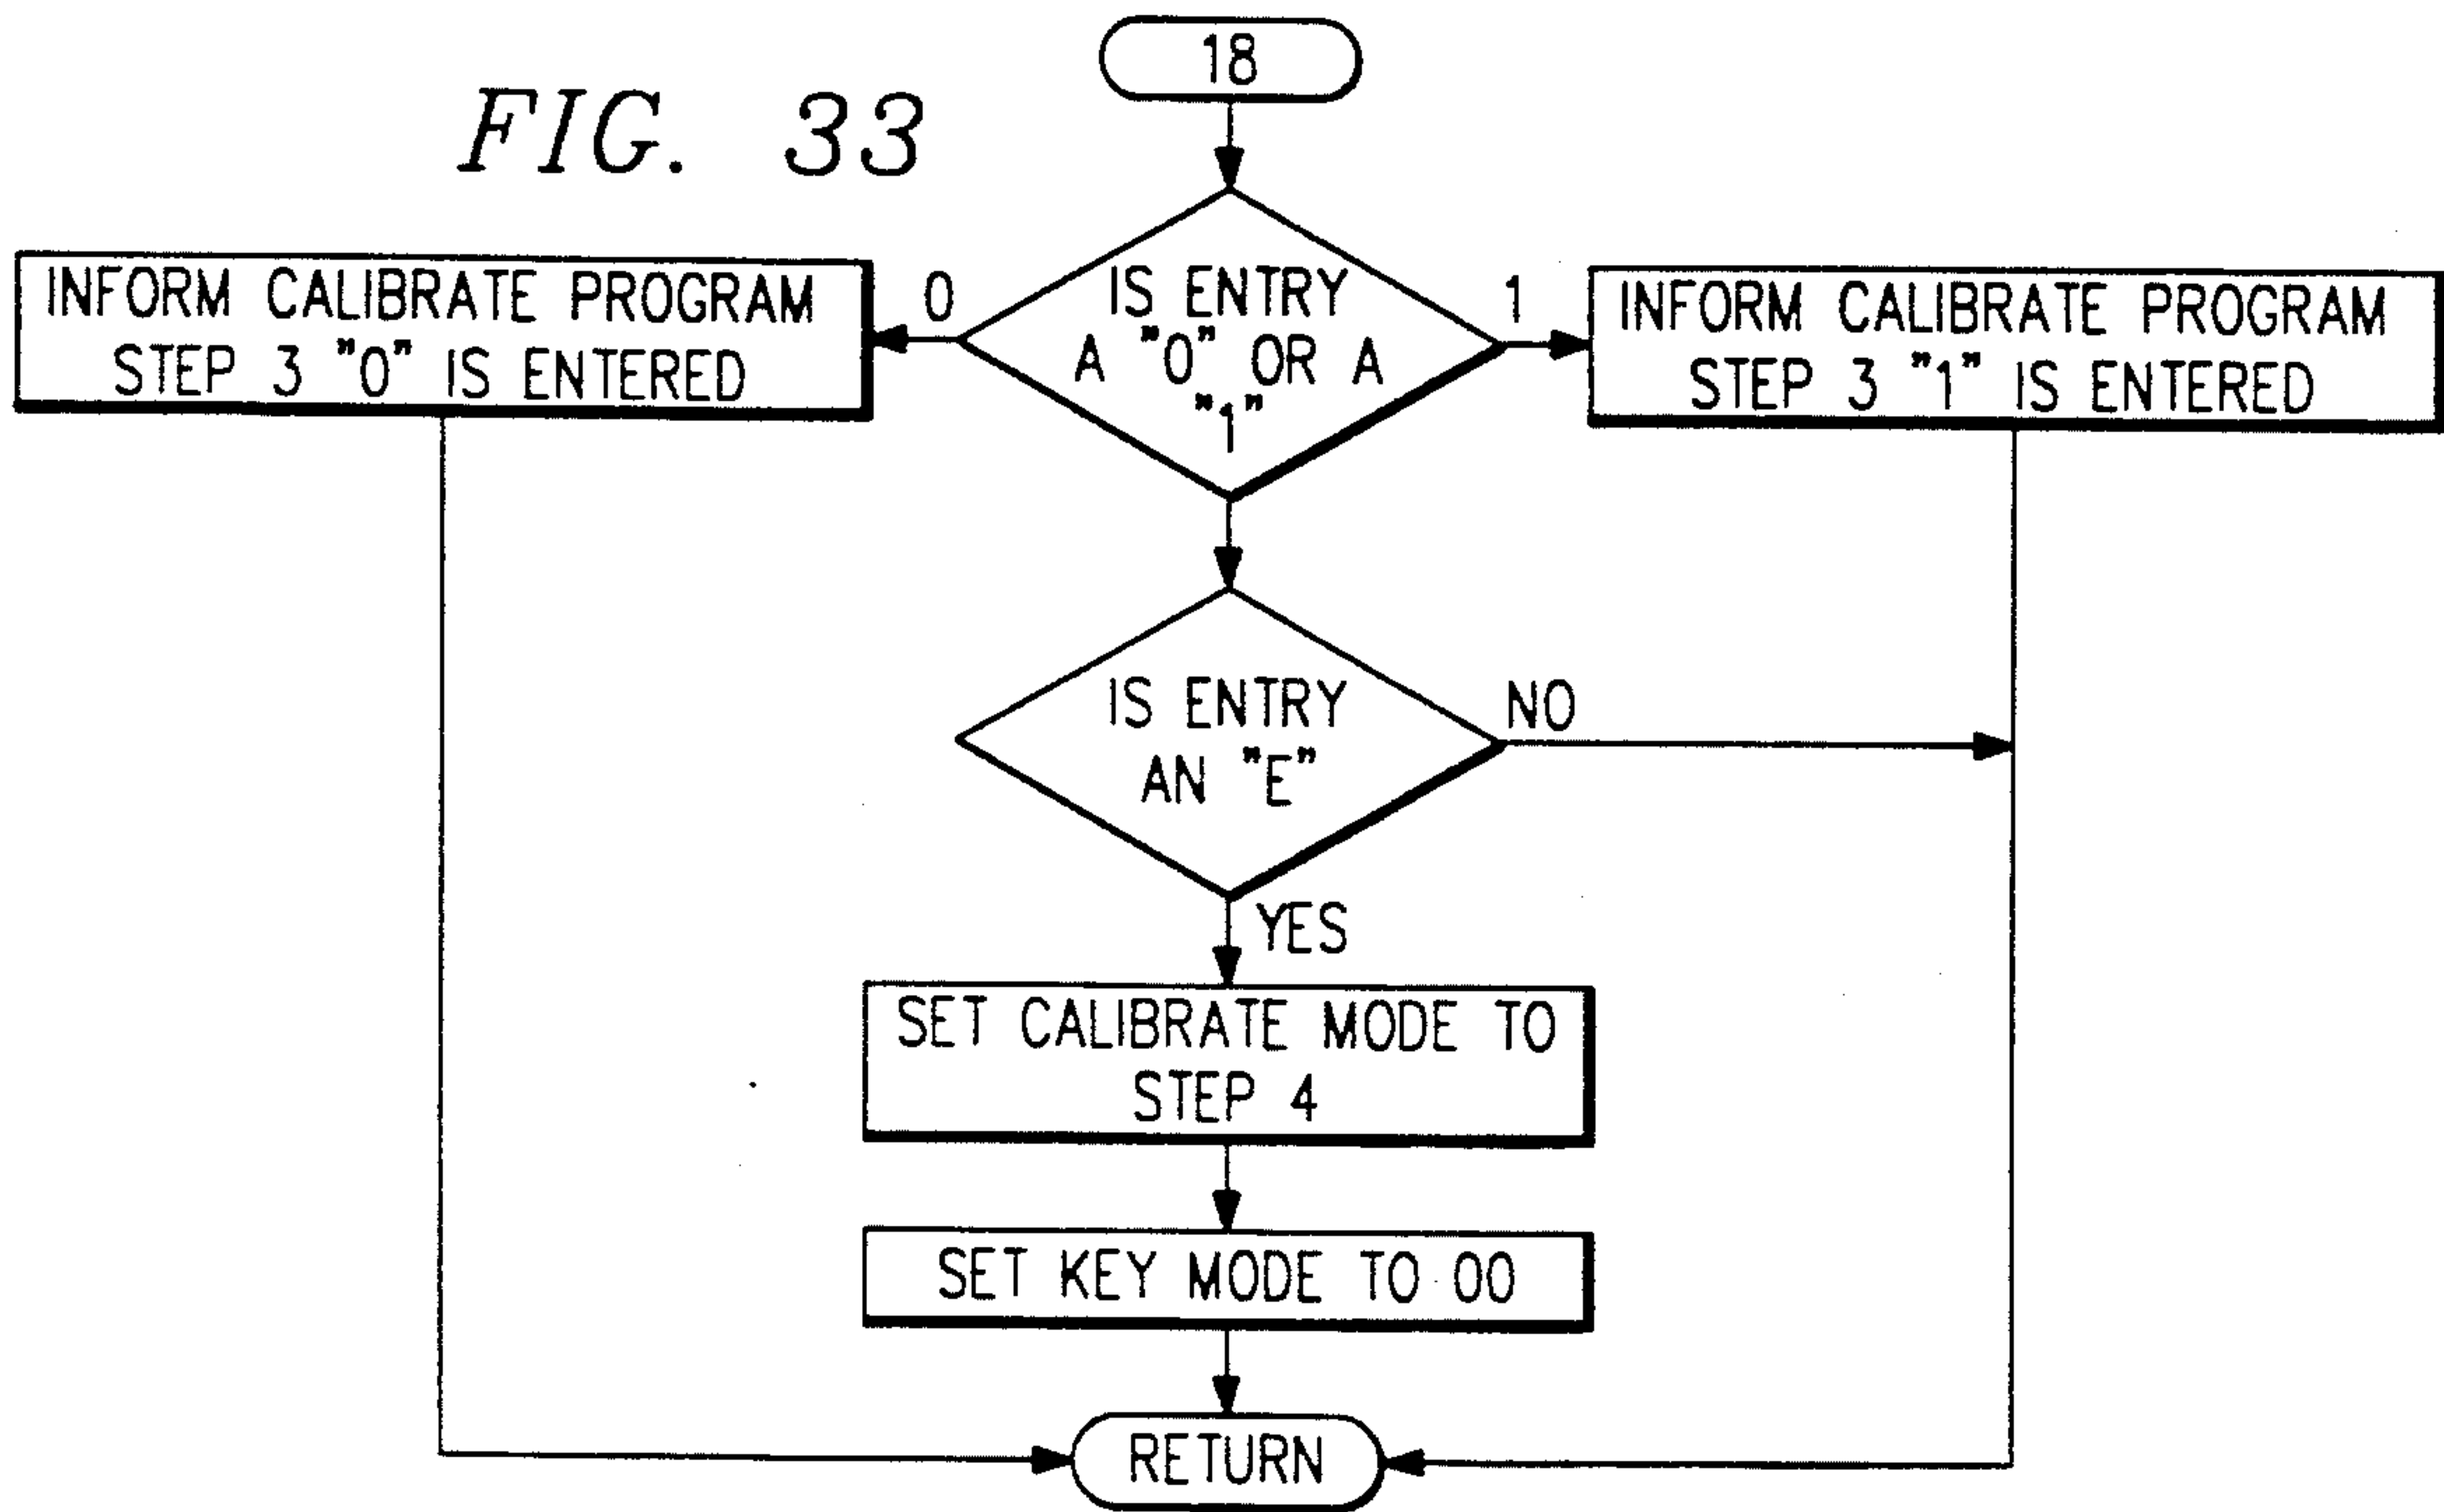 18
FIG. 33
INFORM CALIBRATE PROGRAM
STEP 3 "0" IS ENTERED
0
IS ENTRY
A "0" OR A
"1"
1
INFORM CALIBRATE PROGRAM
STEP 3 "1" IS ENTERED
IS ENTRY
AN "E"
NO
YES
SET CALIBRATE MODE TO
STEP 4
SET KEY MODE TO 00
RETURN